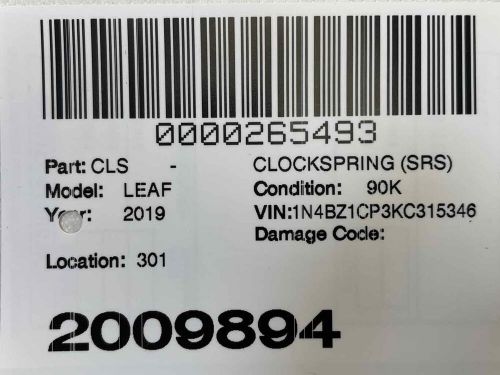 0000265493
Part: CLS - CLOCKSPRING (SRS)
Model: LEAF Condition: 90K
Year: 2019 VIN:1N4BZ1CP3KC315346
Damage Code:
Location: 301
2009894